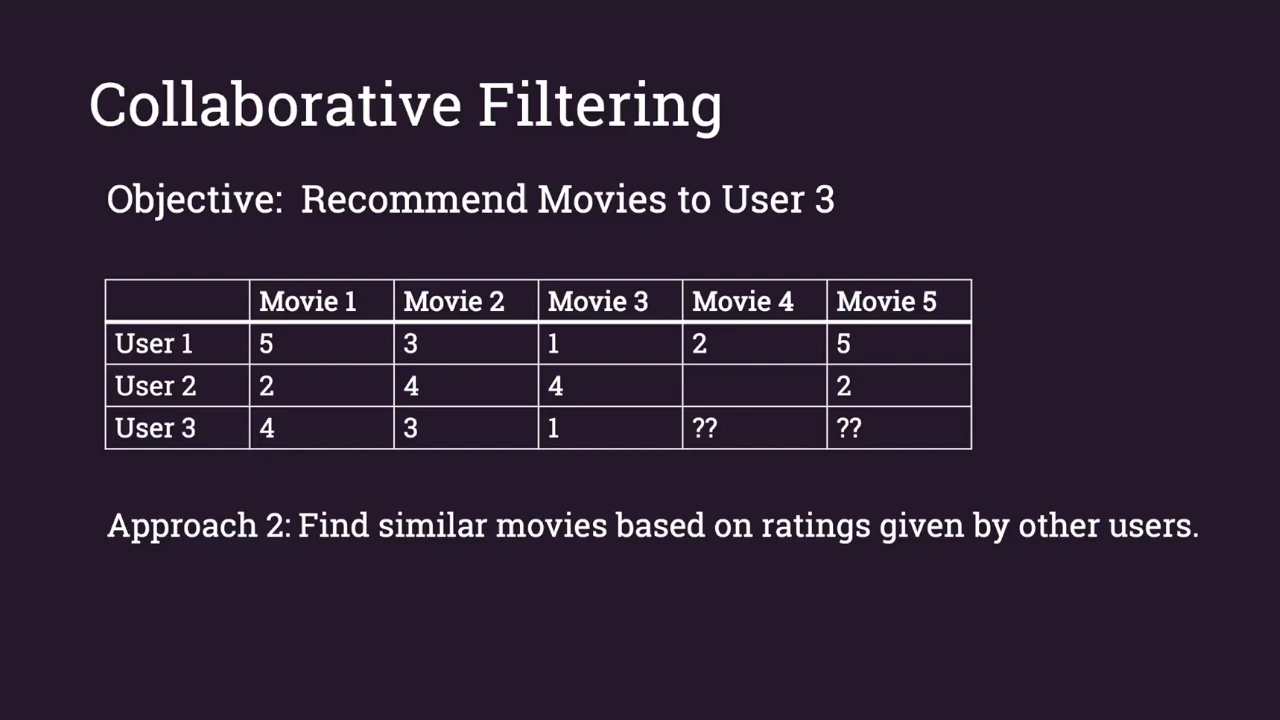 Collaborative Filtering
Objective: Recommend Movies to User 3
Movie 1 Movie 2 Movie 3 Movie 4 Movie 5
User 1 5 3 1 2 5
User 2 2 4 4 2
User 3 4 3 1 ?? ??
Approach 2: Find similar movies based on ratings given by other users.